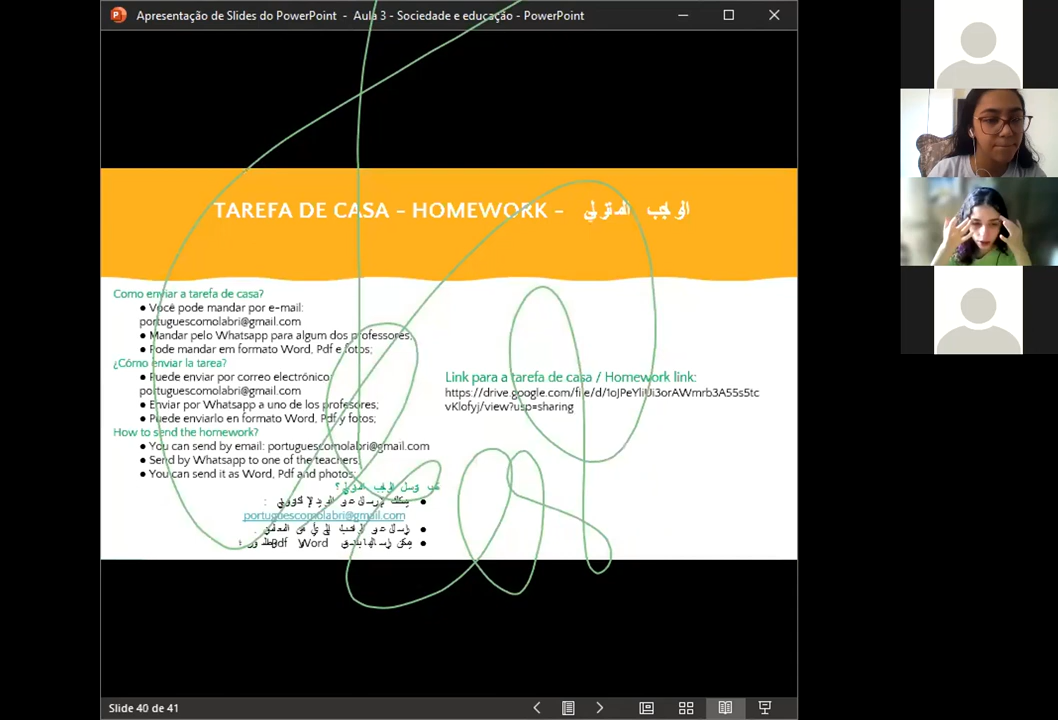 Apresentação de Slides do PowerPoint - Aula 3 - Sociedade e educação - PowerPoint
TAREFA DE CASA - HOMEWORK - الواجب المنزلي
Como enviar a tarefa de casa?
● Você pode mandar por e-mail:
portuguescomolabri@gmail.com
● Mandar pelo Whatsapp para algum dos professores;
● Pode mandar em formato Word, Pdf e fotos;
¿Cómo enviar la tarea?
● Puede enviar por correo electrónico:
portuguescomolabri@gmail.com
● Enviar por Whatsapp a uno de los profesores;
● Puede enviarlo en formato Word, Pdf y fotos;
How to send the homework?
● You can send by email: portuguescomolabri@gmail.com
● Send by Whatsapp to one of the teachers;
● You can send it as Word, Pdf and photos;
portuguescomolabri@gmail.com
Pdf Word
Link para a tarefa de casa / Homework link:
https://drive.google.com/file/d/1oJPeYliUi3orAWmrb3A55s5tc
vKlofyj/view?usp=sharing
Slide 40 de 41